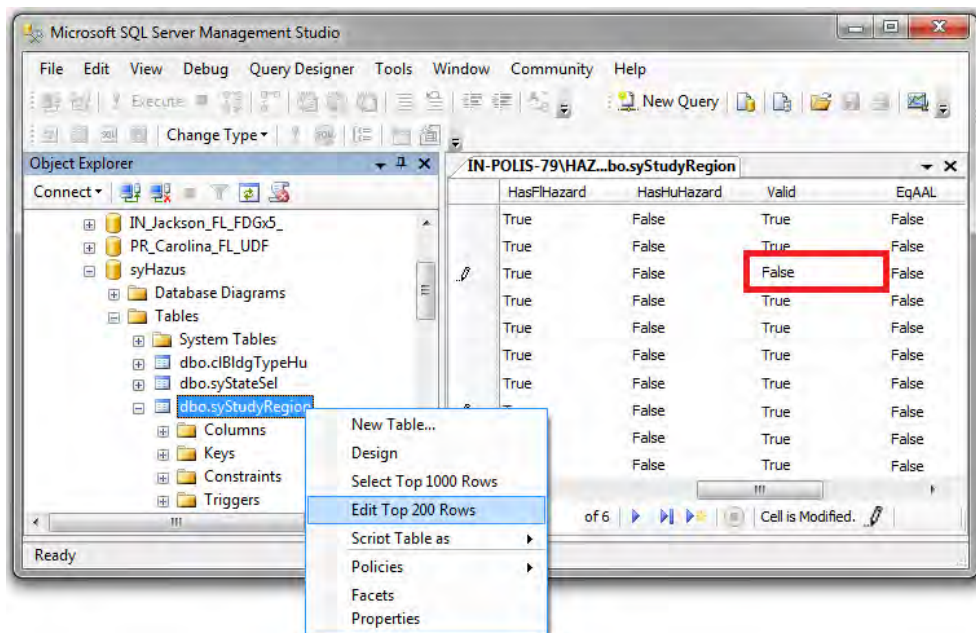 Microsoft SQL Server Management Studio
File Edit View Debug Query Designer Tools Window Community Help
Execute New Query
Change Type
Object Explorer
Connect
IN_Jackson_FL_FDGx5_
PR_Carolina_FL_UDF
syHazus
Database Diagrams
Tables
System Tables
dbo.clBldgTypeHu
dbo.syStateSel
dbo.syStudyRegion
Columns
Keys
Constraints
Triggers
Ready
New Table...
Design
Select Top 1000 Rows
Edit Top 200 Rows
Script Table as
Policies
Facets
Properties
IN-POLIS-79\HAZ...bo.syStudyRegion
HasFlHazard HasHuHazard Valid EqAAL
True False True False
True False True False
True False False False
True False True False
True False True False
True False True False
True False True False
False True False
False True False
False True False
of 6 Cell is Modified.